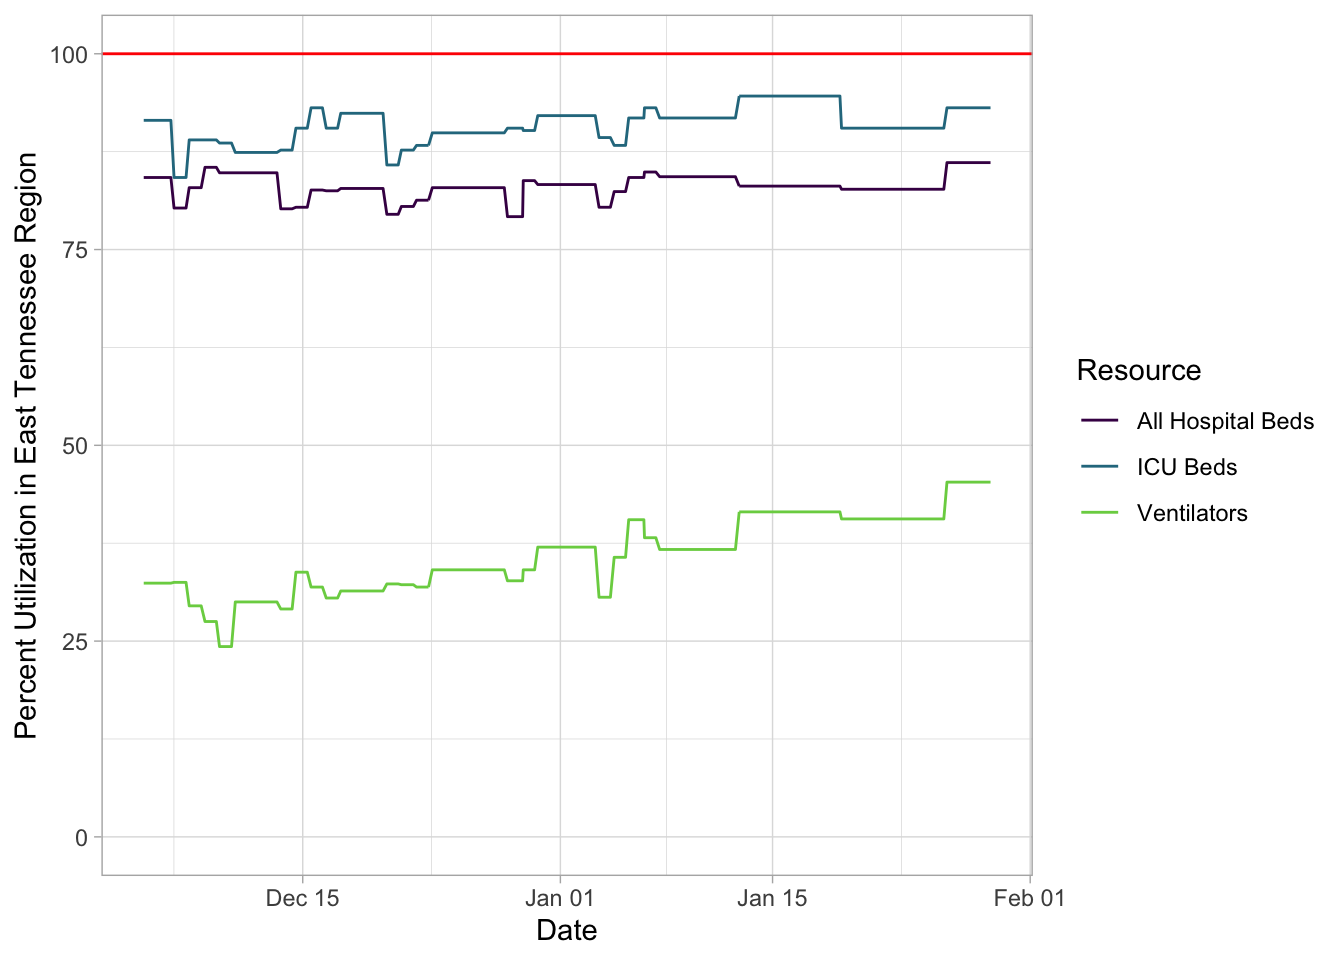 Percent Utilization in East Tennessee Region
100
75
50
25
0
Dec 15
Jan 01
Jan 15
Feb 01
Date
Resource
All Hospital Beds
ICU Beds
Ventilators